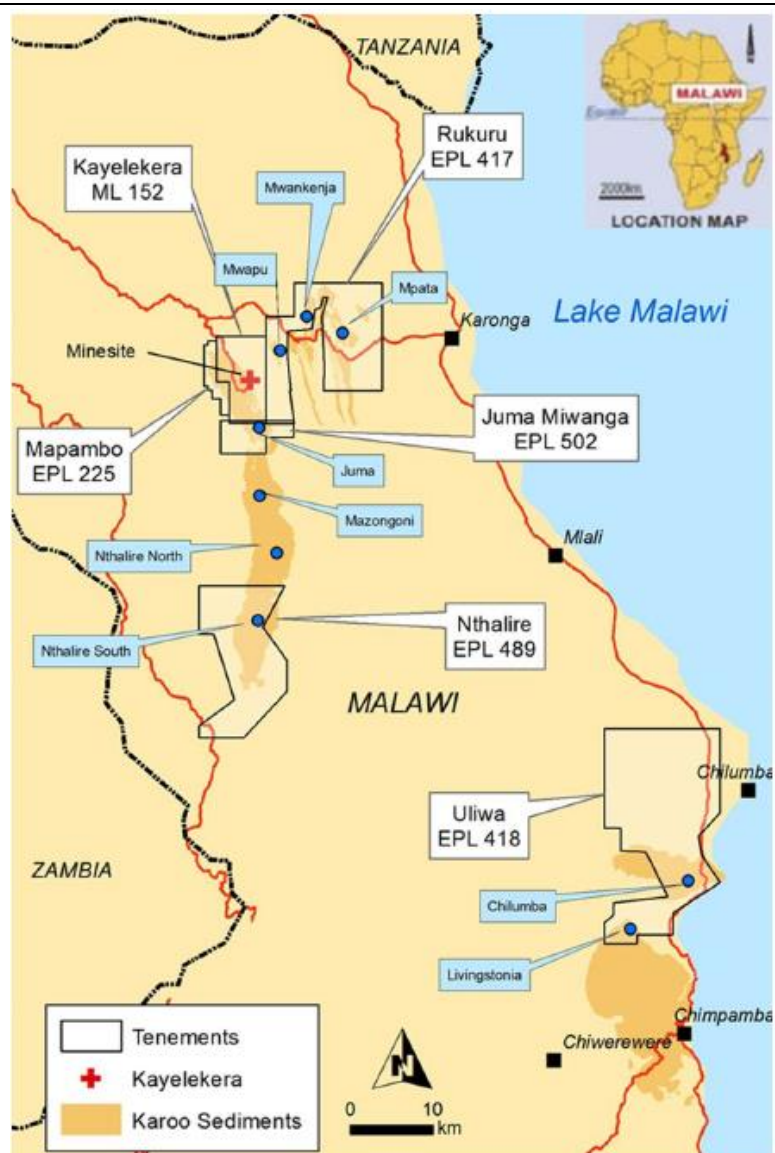 TANZANIA
MALAWI
Equator
2000km
LOCATION MAP
Rukuru
EPL 417
Kayelekera
ML 152
Mwankenja
Mwapu
Mpata
Karonga
Lake Malawi
Minesite
Juma Miwanga
EPL 502
Mapambo
EPL 225
Juma
Mazongoni
Mlali
Nthalire North
Nthalire
EPL 489
Nthalire South
MALAWI
Chilumba
Uliwa
EPL 418
ZAMBIA
Chilumba
Livingstonia
Chimpamba
Chiwerewere
Tenements
Kayelekera
Karoo Sediments
N
0 10
km